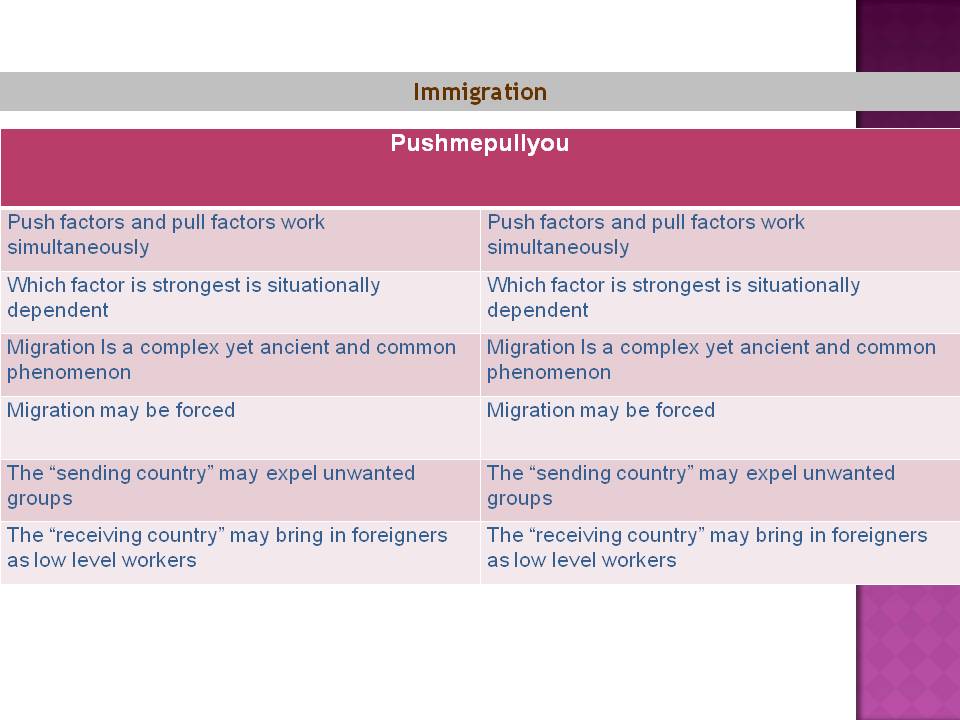 Immigration
Pushmepullyou
Push factors and pull factors work
simultaneously
Push factors and pull factors work
simultaneously
Which factor is strongest is situationally
dependent
Which factor is strongest is situationally
dependent
Migration Is a complex yet ancient and common
phenomenon
Migration Is a complex yet ancient and common
phenomenon
Migration may be forced
Migration may be forced
The “sending country” may expel unwanted
groups
The “sending country” may expel unwanted
groups
The “receiving country” may bring in foreigners
as low level workers
The “receiving country” may bring in foreigners
as low level workers